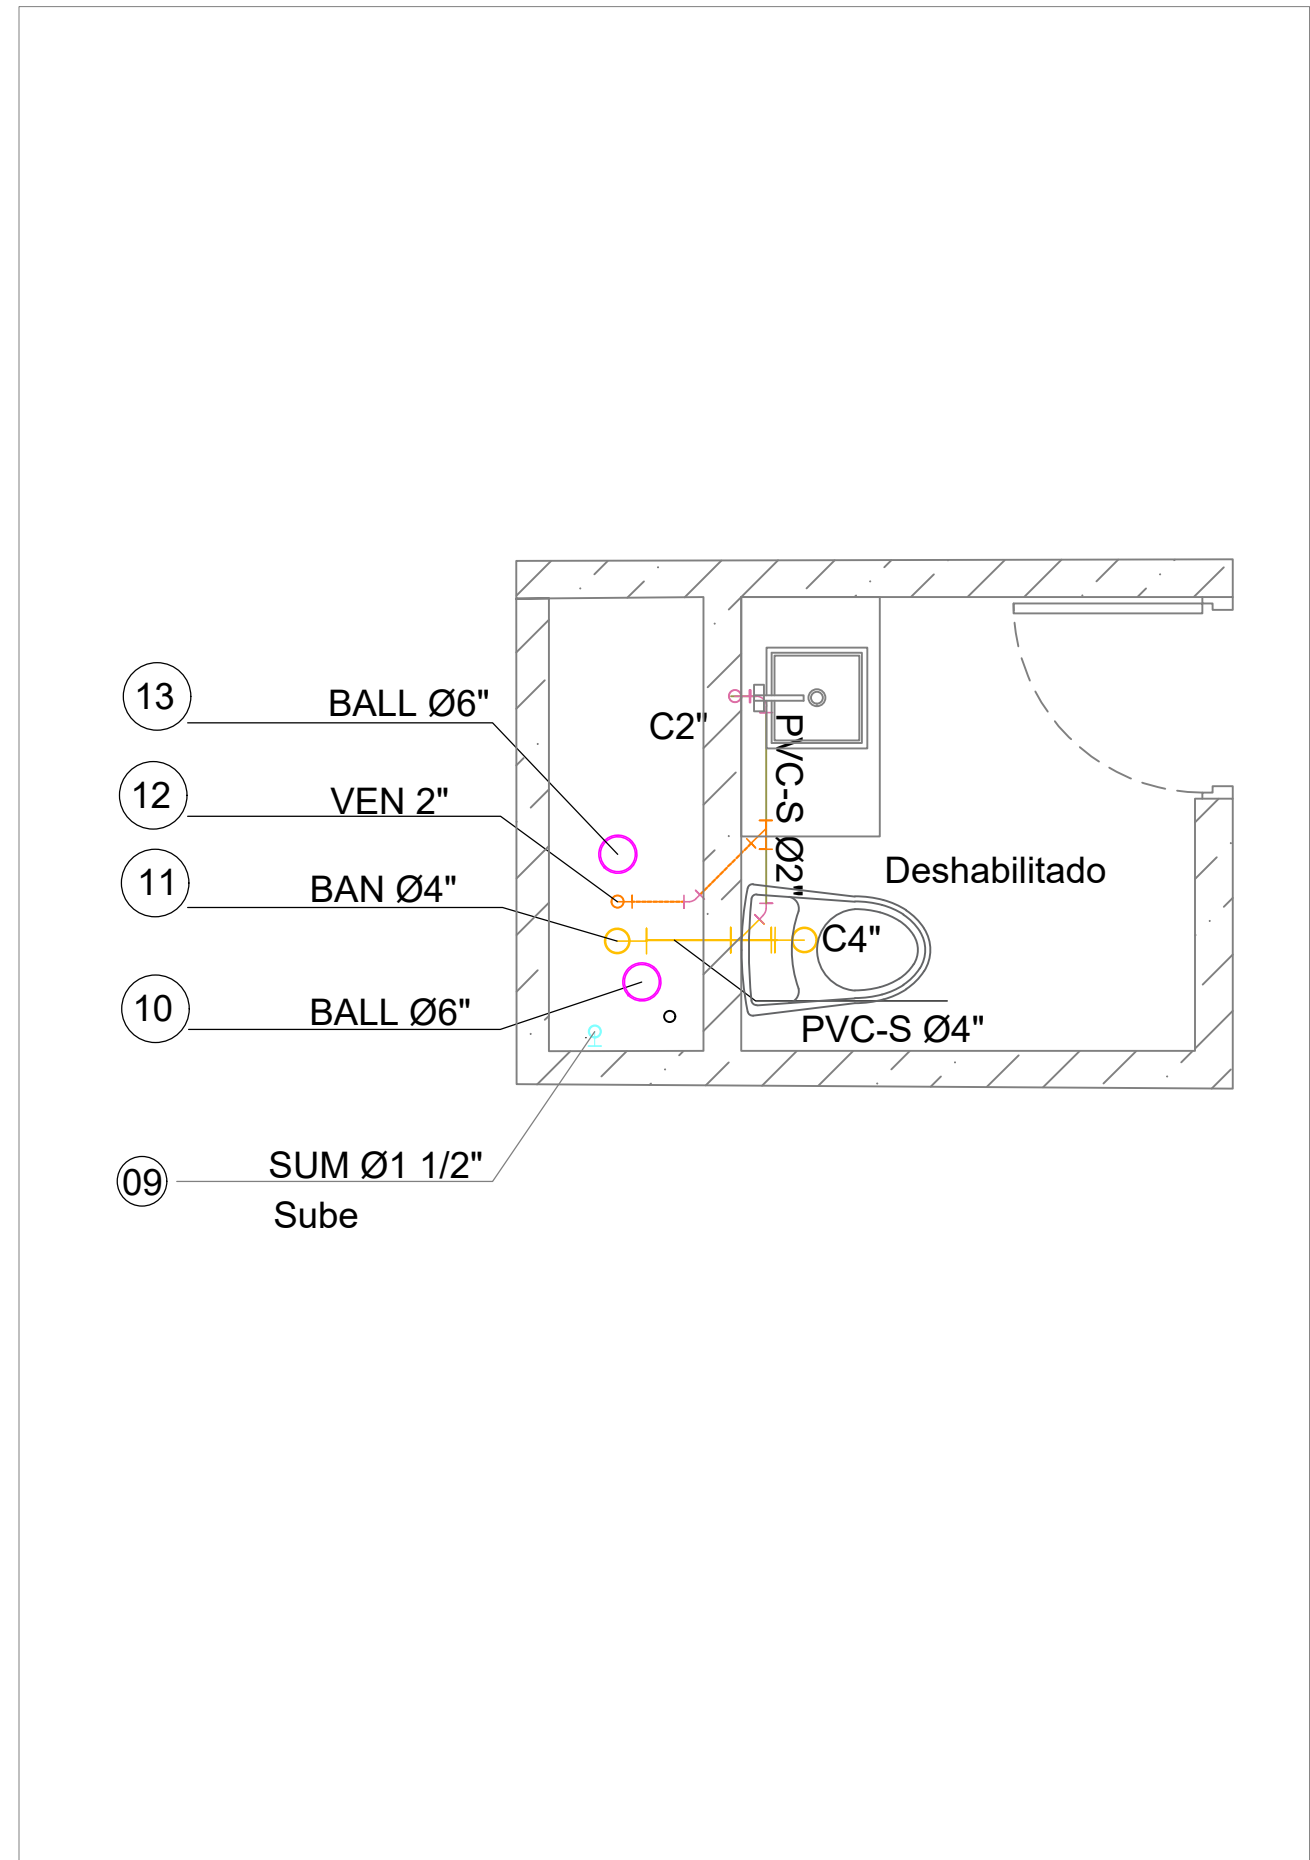 13
BALL Ø6"
C2"
PVC-S Ø2"
12
VEN 2"
11
BAN Ø4"
Deshabilitado
C4"
10
BALL Ø6"
PVC-S Ø4"
09
SUM Ø1 1/2"
Sube